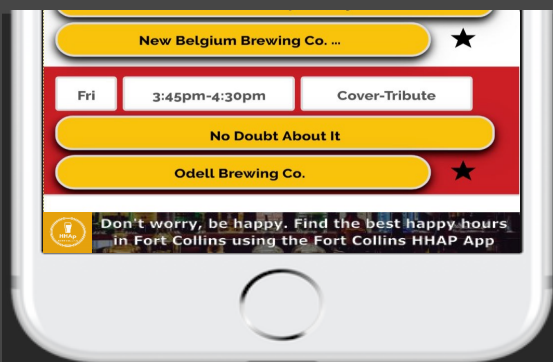 New Belgium Brewing Co. ...
Fri
3:45pm-4:30pm
Cover-Tribute
No Doubt About It
Odell Brewing Co.
HHAp
Don't worry, be happy. Find the best happy hours
in Fort Collins using the Fort Collins HHAP App